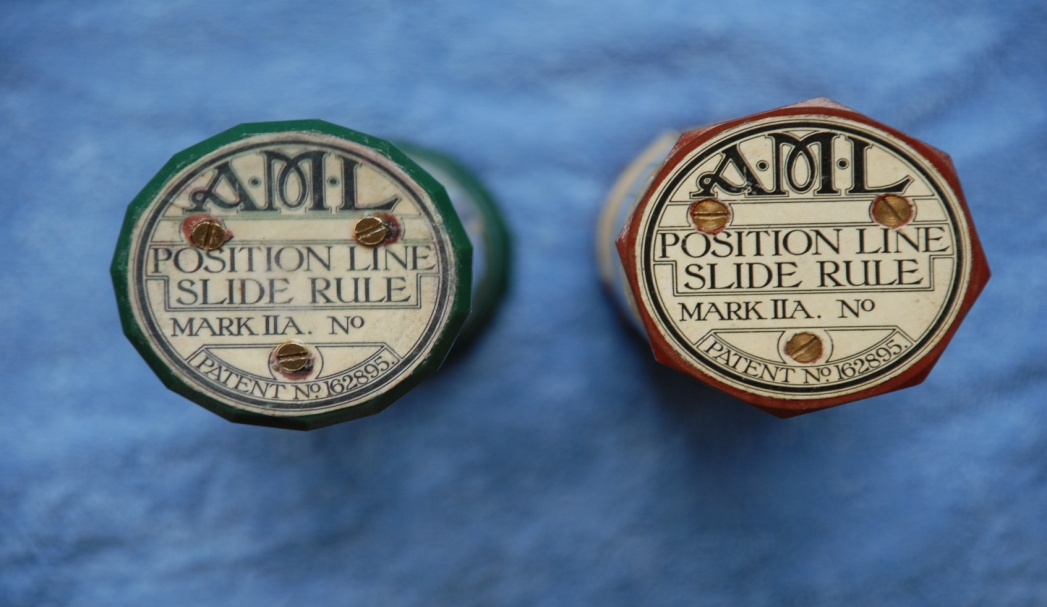 A·M·L
POSITION LINE
SLIDE RULE
MARK IIA. No
PATENT No. 162895.
A·M·L
POSITION LINE
SLIDE RULE
MARK IIA. No
PATENT No. 162895.